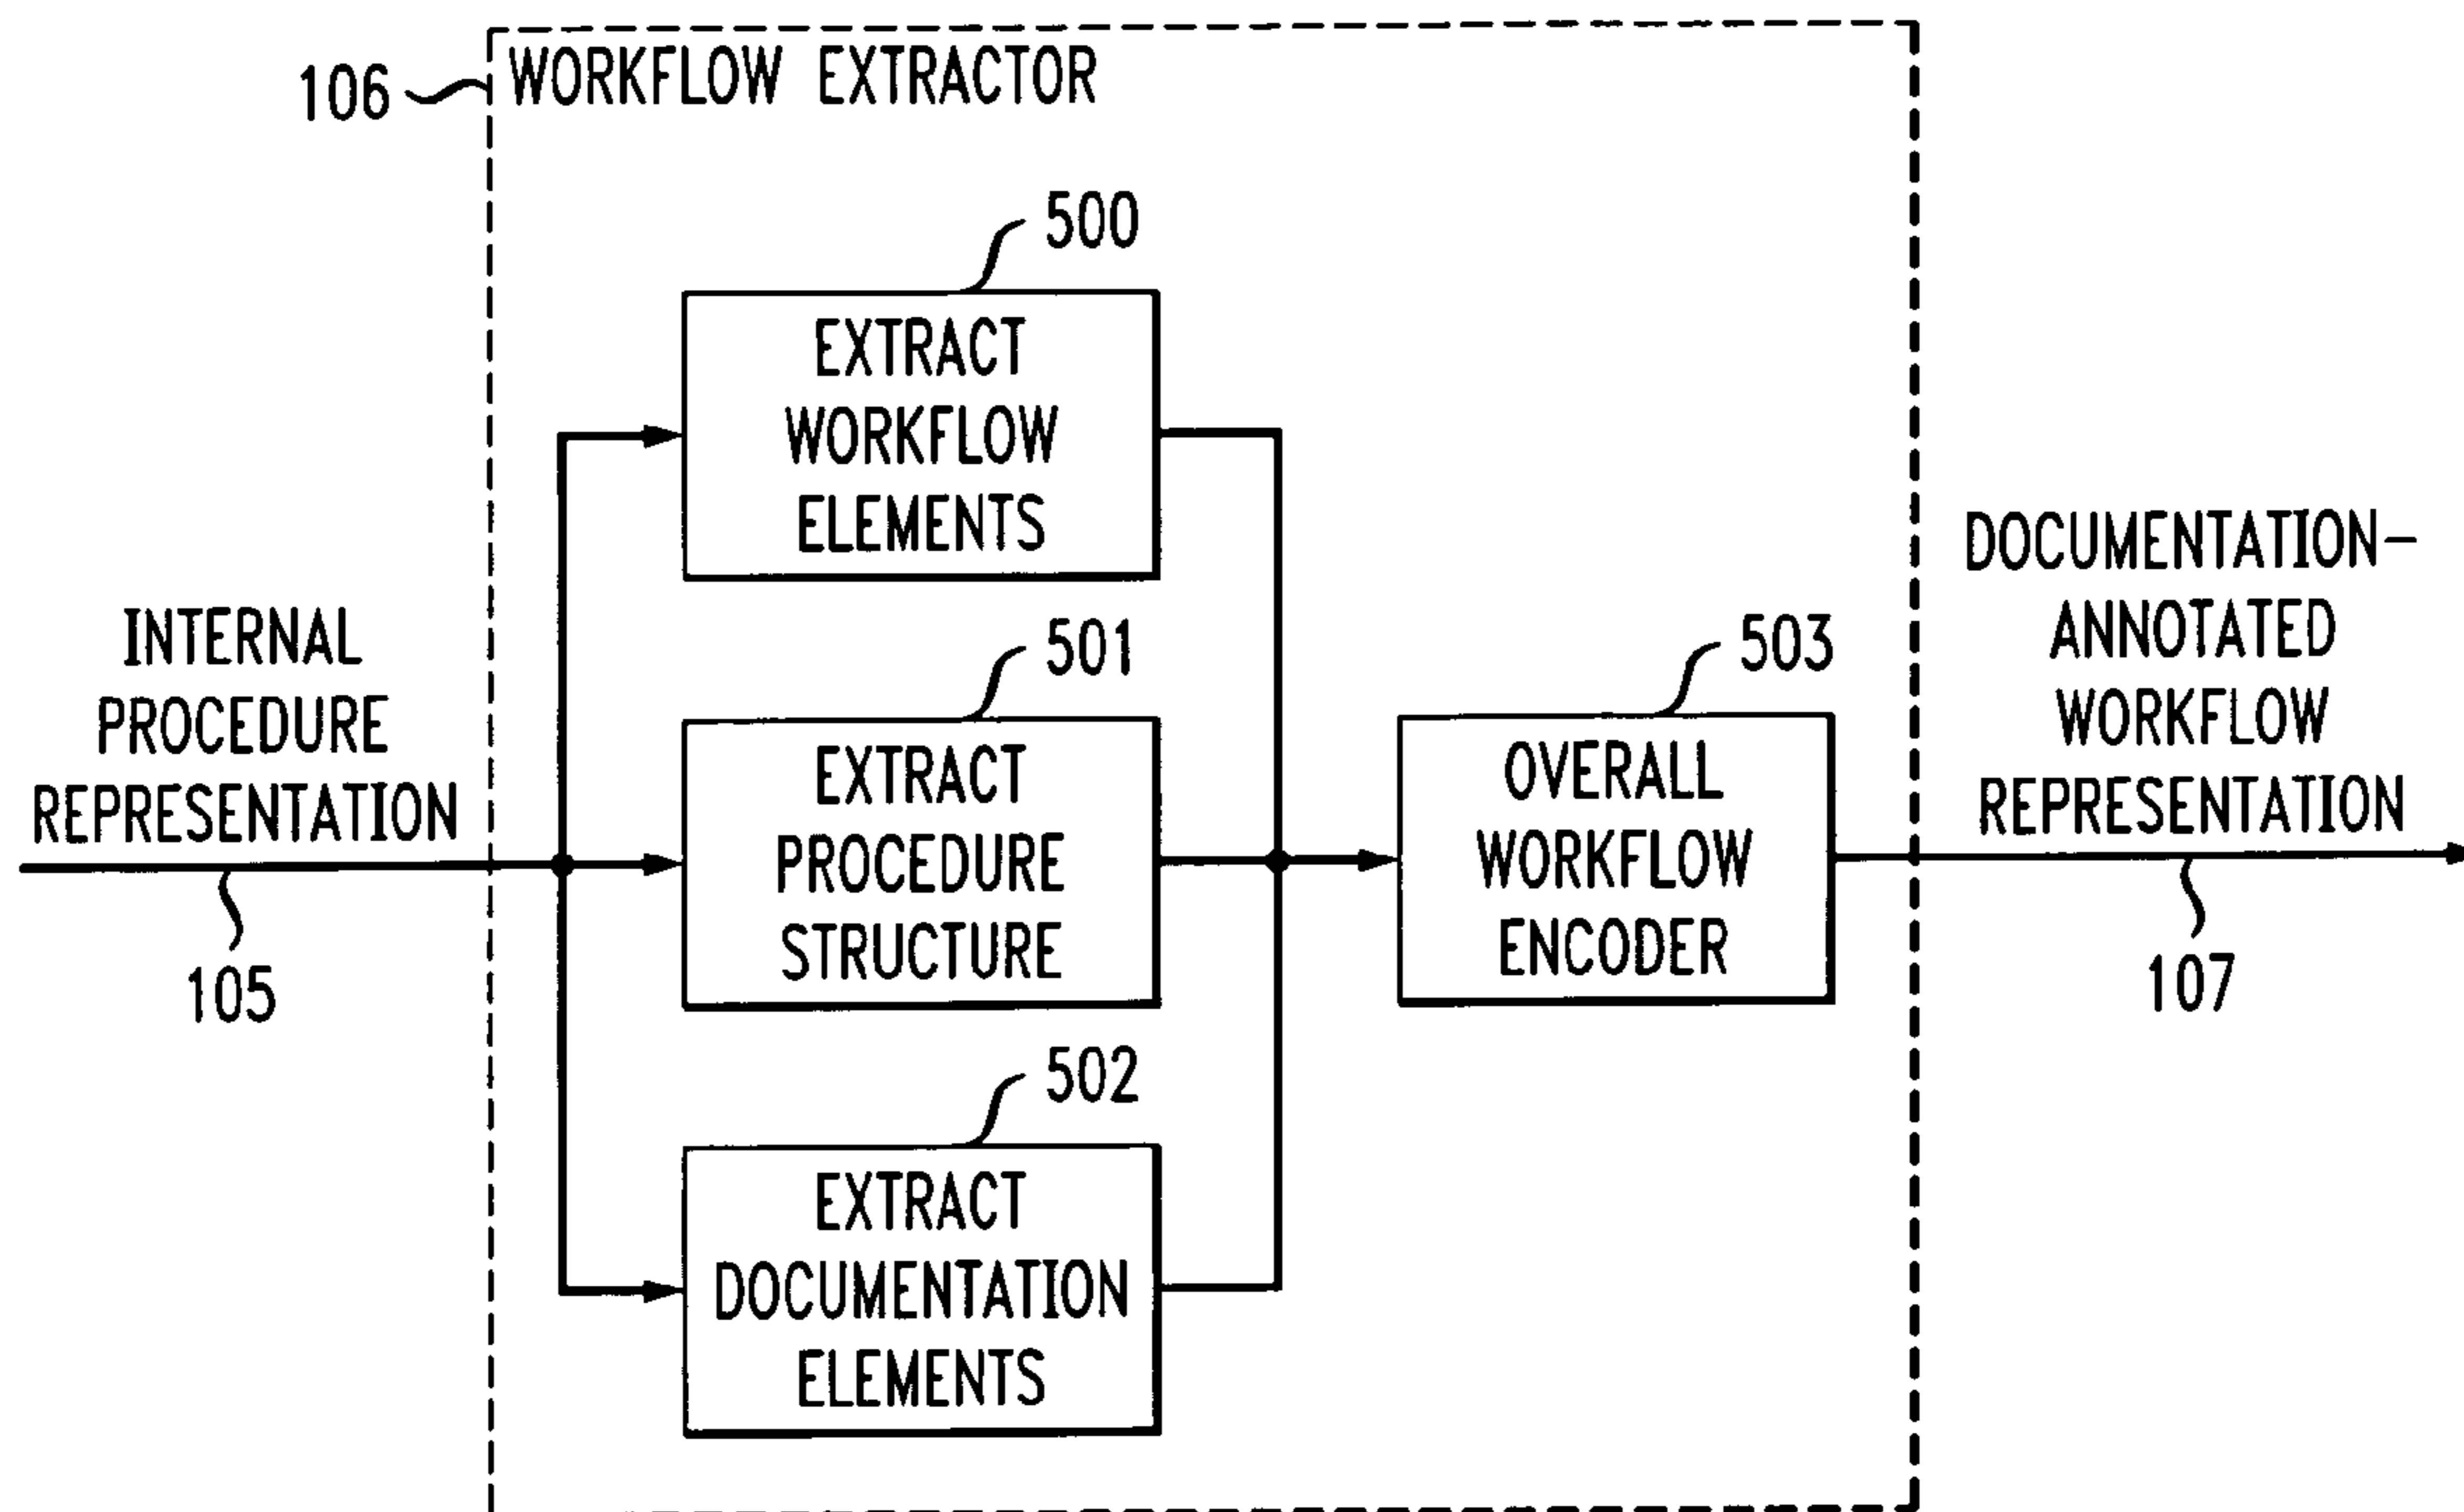 106
WORKFLOW EXTRACTOR
500
EXTRACT
WORKFLOW
ELEMENTS
INTERNAL
PROCEDURE
REPRESENTATION
105
501
EXTRACT
PROCEDURE
STRUCTURE
502
EXTRACT
DOCUMENTATION
ELEMENTS
503
OVERALL
WORKFLOW
ENCODER
DOCUMENTATION-
ANNOTATED
WORKFLOW
REPRESENTATION
107